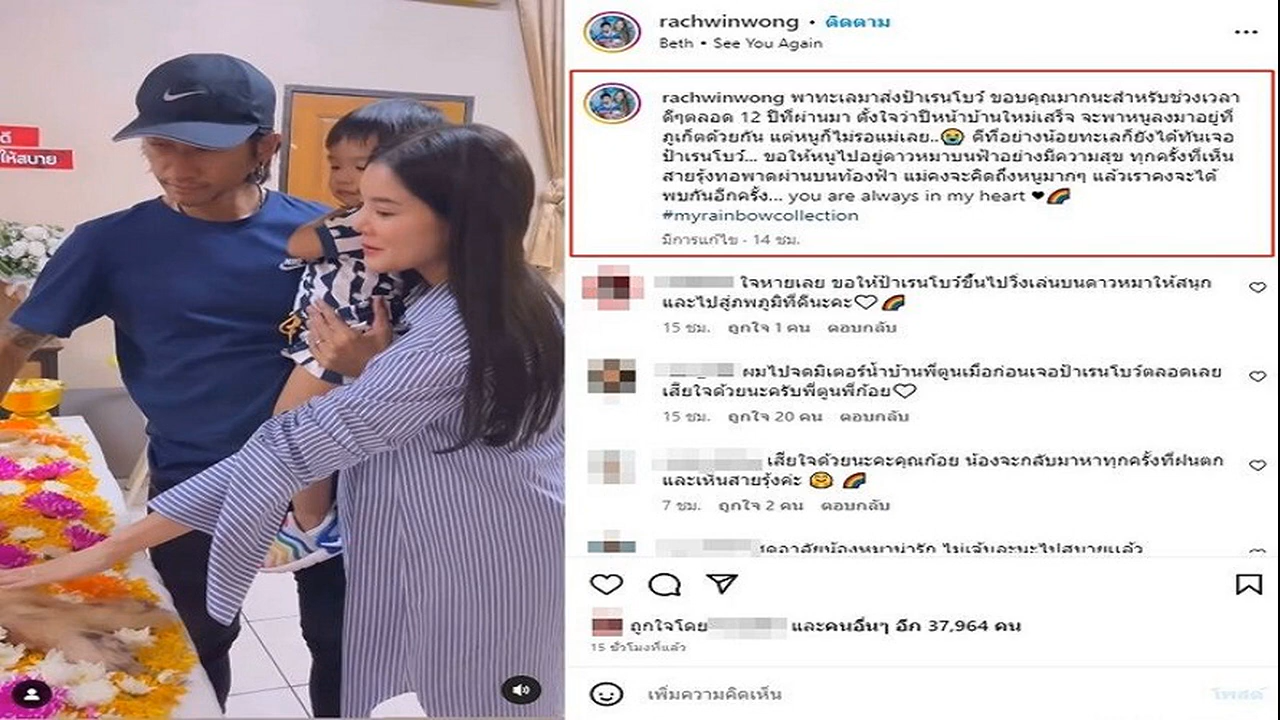 ดี
ให้สบาย
rachwinwong • ติดตาม
Beth • See You Again
rachwinwong พาทะเลมาส่งป้าเรนโบว์ ขอบคุณมากนะสำหรับช่วงเวลา
ดีๆตลอด 12 ปีที่ผ่านมา ตั้งใจว่าปีหน้าบ้านใหม่เสร็จ จะพาหนูลงมาอยู่ที่
ภูเก็ตด้วยกัน แต่หนูก็ไม่รอแม่เลย..😭 ดีที่อย่างน้อยทะเลก็ยังได้ทันเจอ
ป้าเรนโบว์... ขอให้หนูไปอยู่ดาวหมาบนฟ้าอย่างมีความสุข ทุกครั้งที่เห็น
สายรุ้งทอพาดผ่านบนท้องฟ้า แม่คงจะคิดถึงหนูมากๆ แล้วเราคงจะได้
พบกันอีกครั้ง... you are always in my heart ❤🌈
#myrainbowcollection
มีการแก้ไข · 14 ชม.
ใจหายเลย ขอให้ป้าเรนโบว์ขึ้นไปวิ่งเล่นบนดาวหมาให้สนุก
และไปสู่ภพภูมิที่ดีนะคะ♡🌈
15 ชม. ถูกใจ 1 คน ตอบกลับ
ผมไปจดมิเตอร์น้ำบ้านพี่ตูนเมื่อก่อนเจอป้าเรนโบว์ตลอดเลย
เสียใจด้วยนะครับพี่ตูนพี่ก้อย♡
15 ชม. ถูกใจ 20 คน ตอบกลับ
เสียใจด้วยนะคะคุณก้อย น้องจะกลับมาหาทุกครั้งที่ฝนตก
และเห็นสายรุ้งค่ะ 🤗 🌈
7 ชม. ถูกใจ 2 คน ตอบกลับ
น้องหมาน่ารัก ไม่เจ็บละนะไปสบายแล้ว
ถูกใจโดย และคนอื่นๆ อีก 37,964 คน
15 ชั่วโมงที่แล้ว
เพิ่มความคิดเห็น
โพสต์